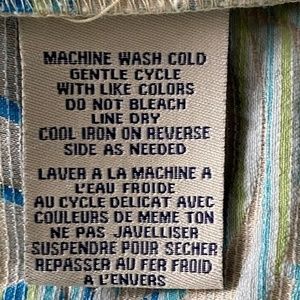 MACHINE WASH COLD
GENTLE CYCLE
WITH LIKE COLORS
DO NOT BLEACH
LINE DRY
COOL IRON ON REVERSE
SIDE AS NEEDED
LAVER A LA MACHINE A
L'EAU FROIDE
AU CYCLE DELICAT AVEC
COULEURS DE MEME TON
NE PAS JAVELLISER
SUSPENDRE POUR SECHER
REPASSER AU FER FROID
A L'ENVERS